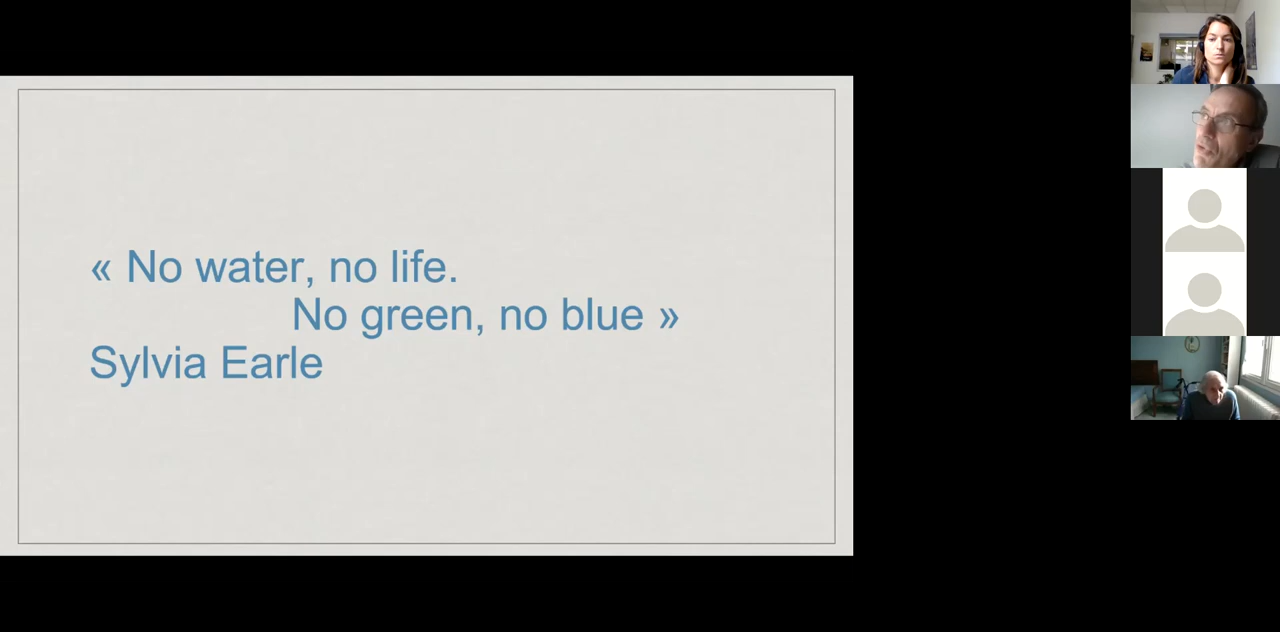 « No water, no life.
No green, no blue »
Sylvia Earle